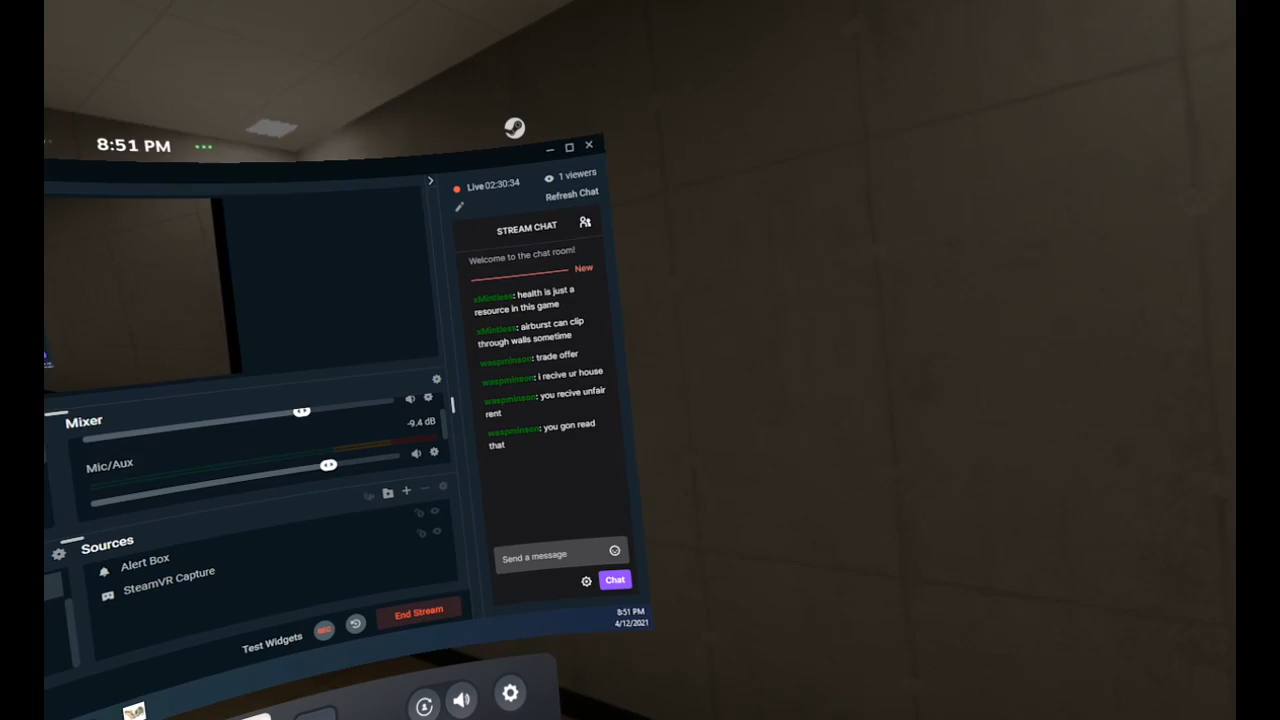 8:51 PM
Live 02:30:34
1 viewers
Refresh Chat
STREAM CHAT
Welcome to the chat room!
New
xMintless: health is just a
resource in this game
xMintless: airburst can clip
through walls sometime
waspminson: trade offer
waspminson: i recive ur house
waspminson: you recive unfair
rent
waspminson: you gon read
that
Send a message
Chat
Mixer
-9.4 dB
Mic/Aux
Sources
Alert Box
SteamVR Capture
Test Widgets
REC
End Stream
8:51 PM
4/12/2021